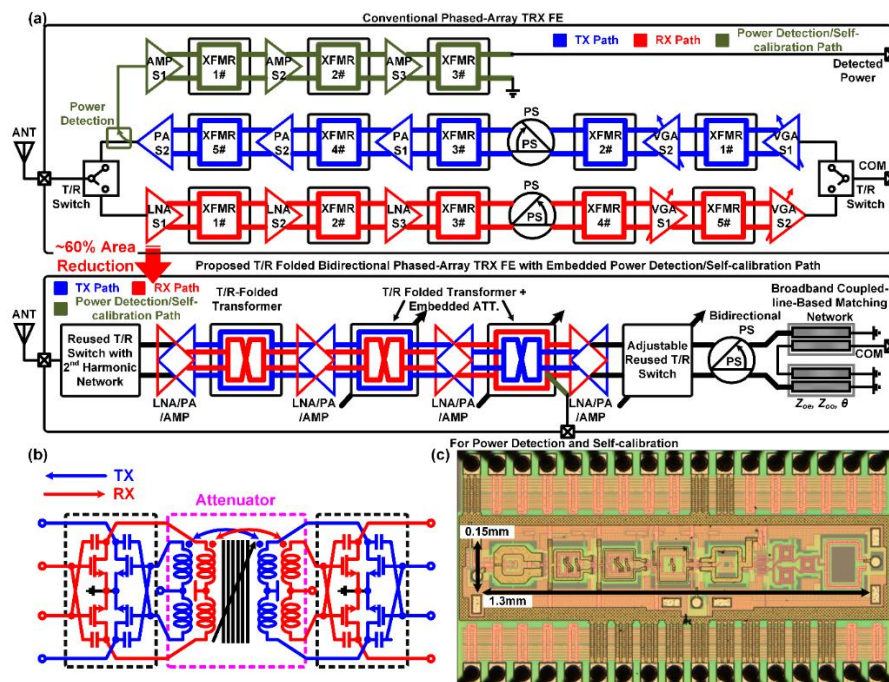 (a)
Conventional Phased-Array TRX FE
TX Path
RX Path
Power Detection/Self-
calibration Path
AMP
S1
XFMR
1#
AMP
S2
XFMR
2#
AMP
S3
XFMR
3#
Detected
Power
Power
Detection
ANT
T/R
Switch
PA
S2
XFMR
5#
PA
S2
XFMR
4#
PA
S1
XFMR
3#
PS
PS
XFMR
2#
VGA
S2
XFMR
1#
VGA
S1
COM
T/R
Switch
LNA
S1
XFMR
1#
LNA
S2
XFMR
2#
LNA
S3
XFMR
3#
PS
PS
XFMR
4#
VGA
S1
XFMR
5#
VGA
S2
~60% Area
Reduction
Proposed T/R Folded Bidirectional Phased-Array TRX FE with Embedded Power Detection/Self-calibration Path
TX Path
RX Path
Power Detection/Self-
calibration Path
T/R-Folded
Transformer
T/R Folded Transformer +
Embedded ATT.
Bidirectional
PS
Broadband Coupled-
line-Based Matching
Network
ANT
Reused T/R
Switch with
2nd Harmonic
Network
LNA/PA
/AMP
LNA/PA
/AMP
LNA/PA
/AMP
LNA/PA
/AMP
Adjustable
Reused T/R
Switch
PS
COM
Zoe, Zoo, θ
For Power Detection and Self-calibration
(b)
TX
RX
Attenuator
(c)
0.15mm
1.3mm